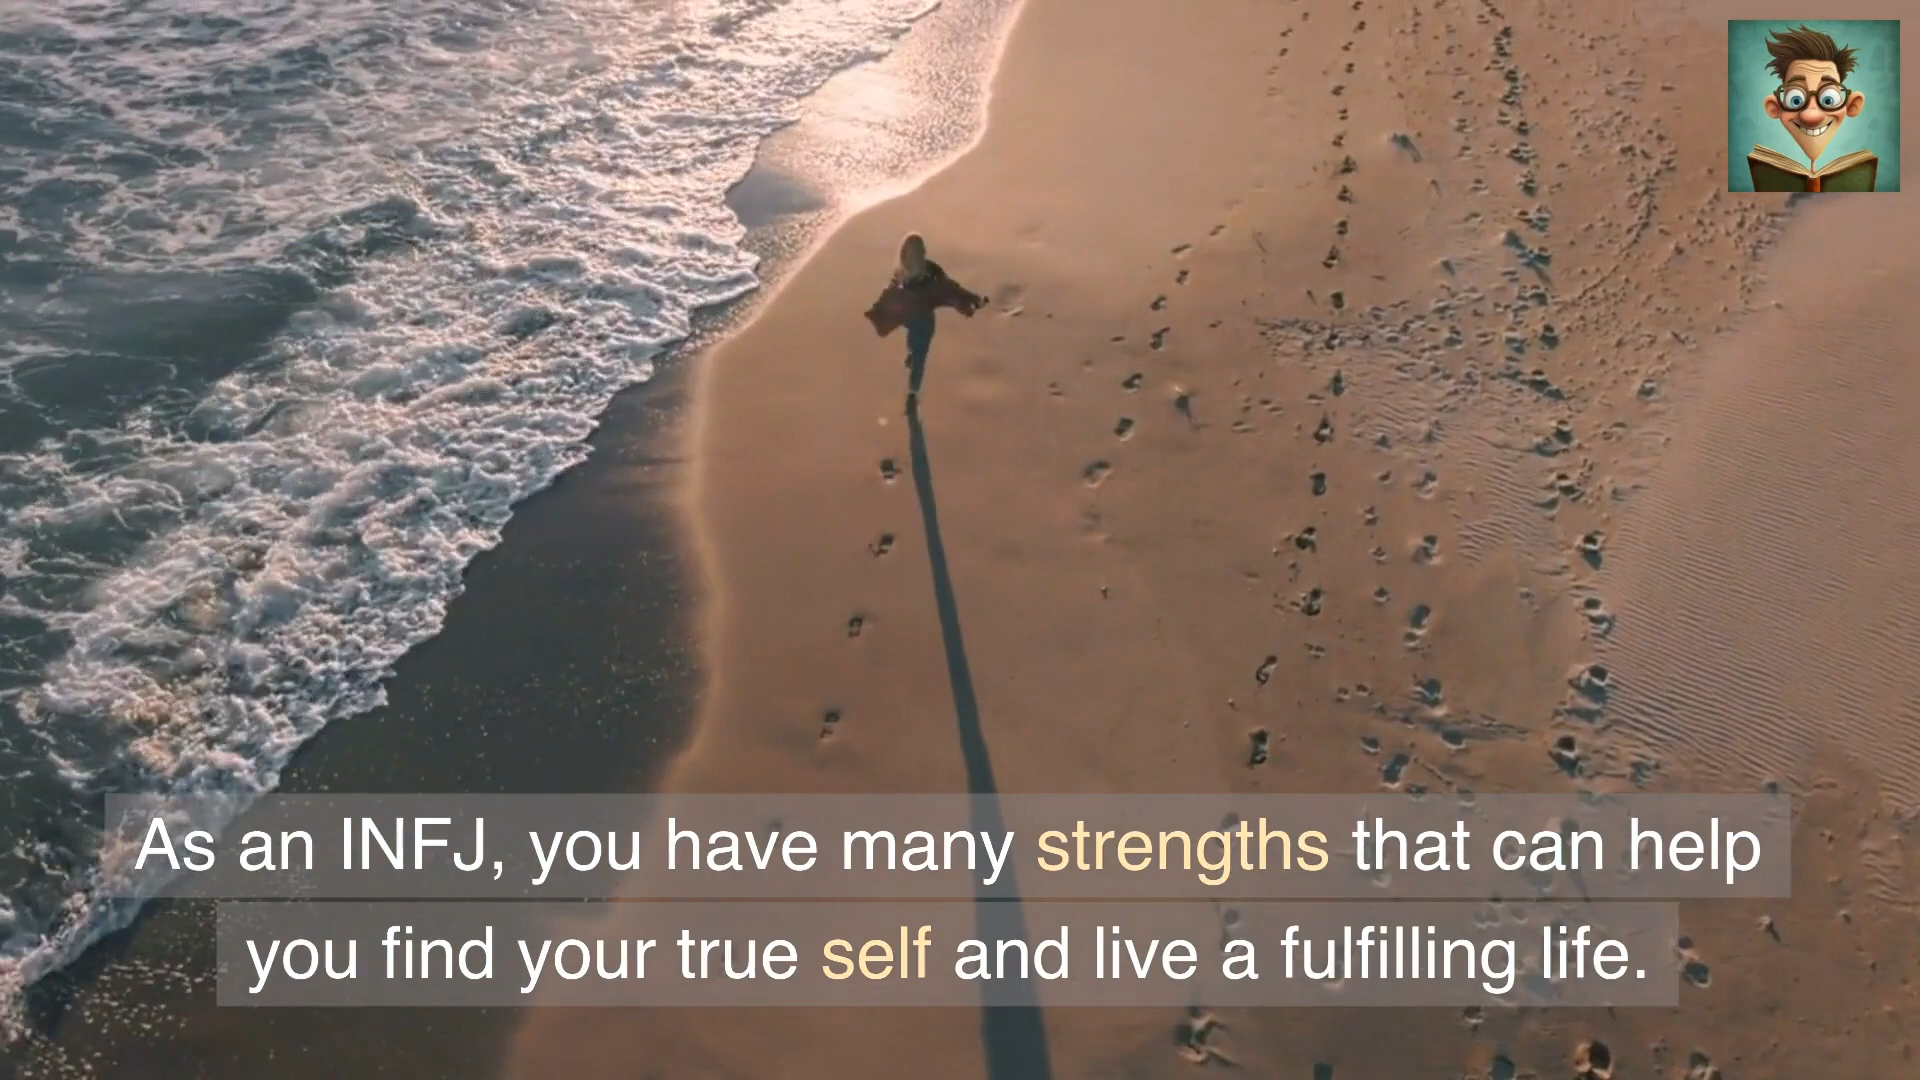 As an INFJ, you have many strengths that can help
you find your true self and live a fulfilling life.